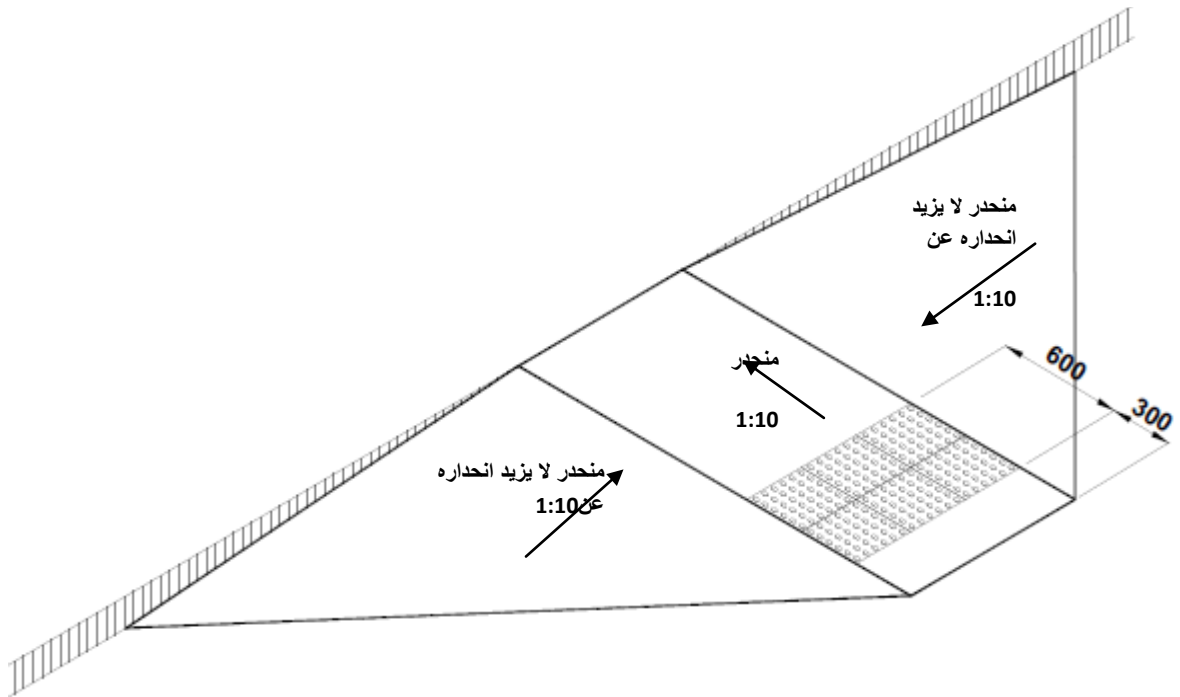 منحدر لا يزيد
انحداره عن
1:10
600
300
منحدر
1:10
منحدر لا يزيد انحداره
عن1:10